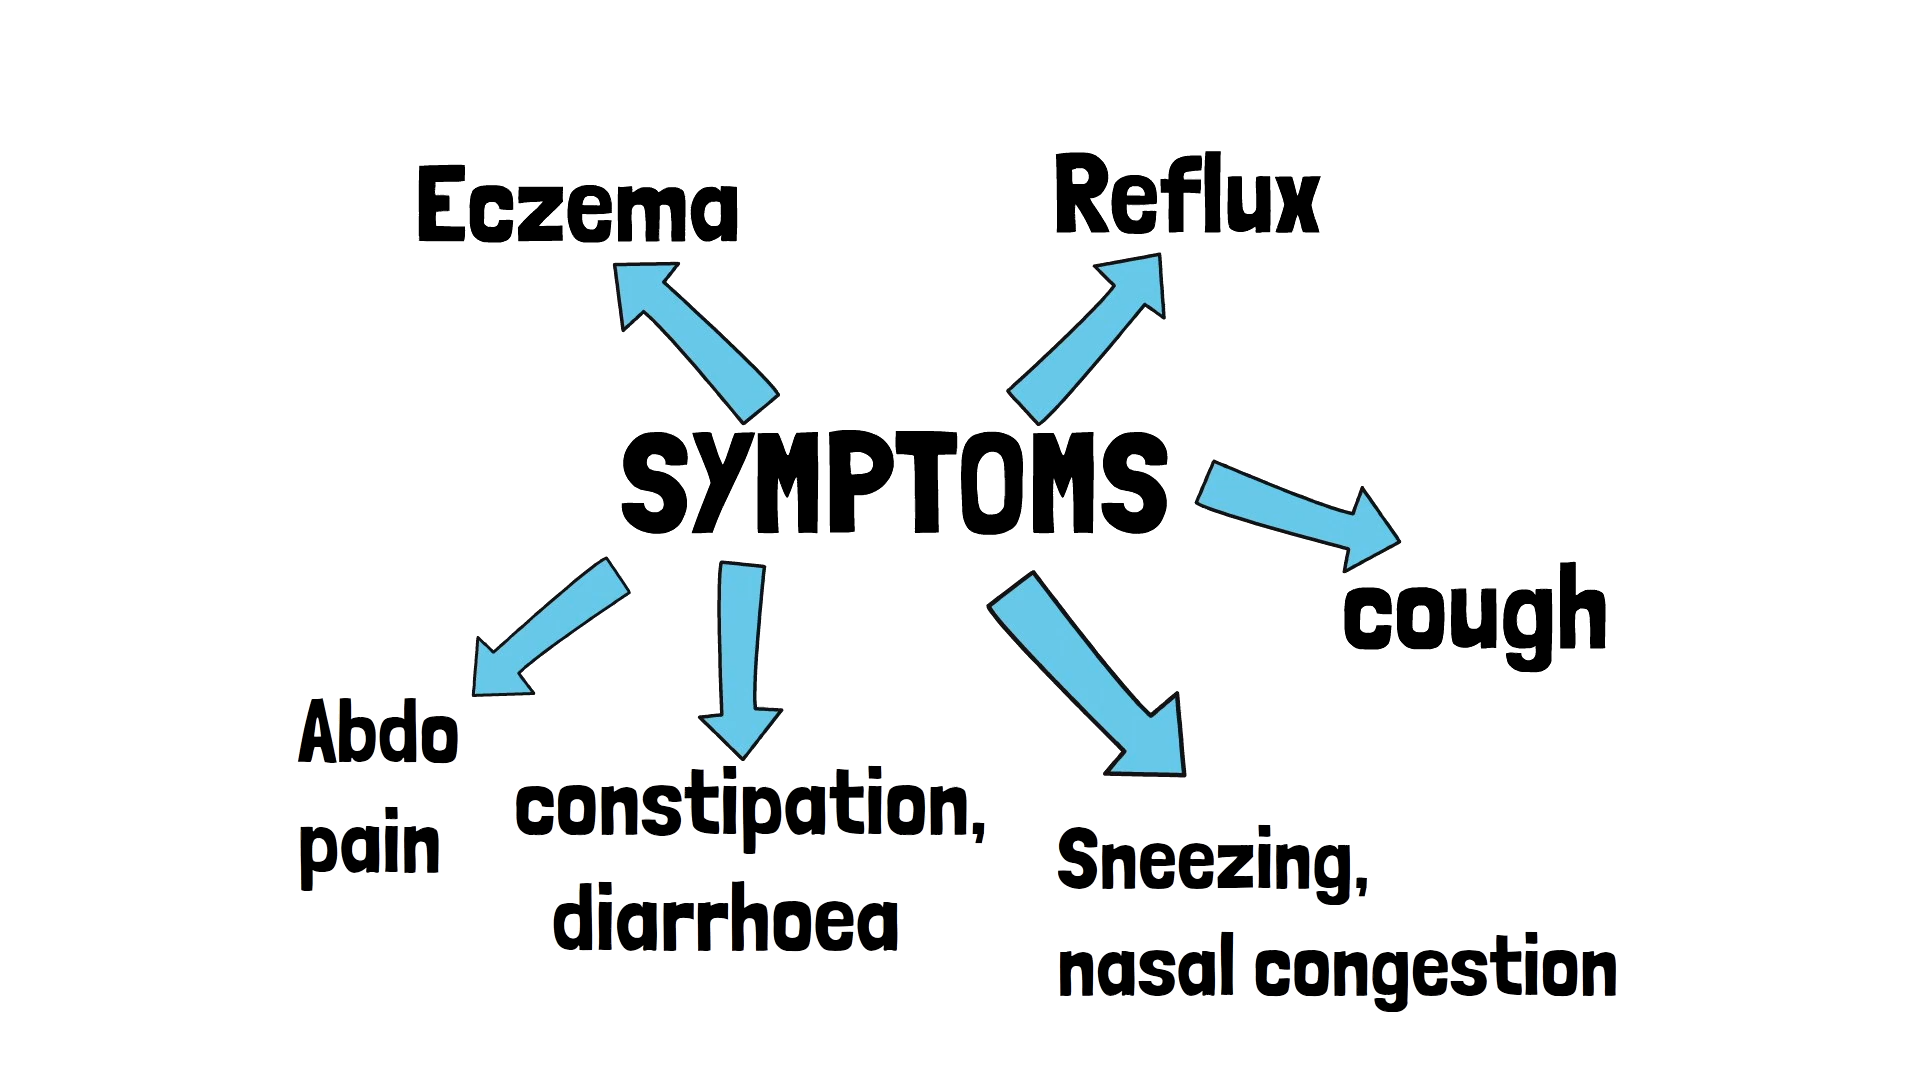 Eczema
Reflux
SYMPTOMS
cough
Abdo
pain
constipation,
diarrhoea
Sneezing,
nasal congestion